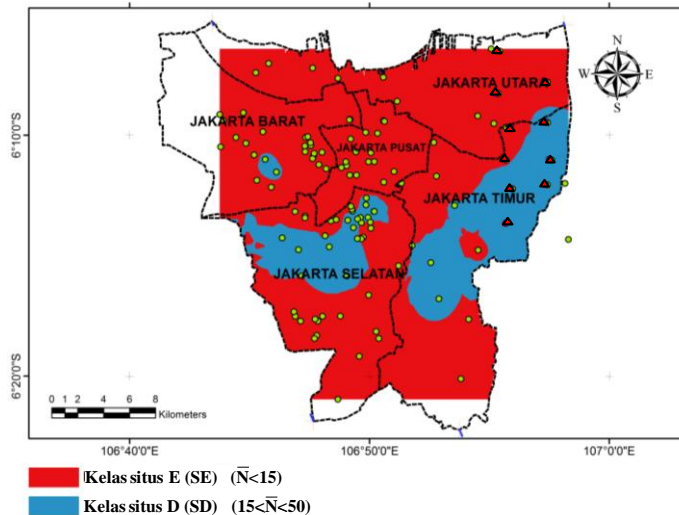 N
W E
S
JAKARTA UTARA
JAKARTA BARAT
JAKARTA PUSAT
JAKARTA TIMUR
JAKARTA SELATAN
6°10'0"S
6°20'0"S
0 1 2 4 6 8
Kilometers
106°40'0"E 106°50'0"E 107°0'0"E
Kelas situs E (SE) (N̅<15)
Kelas situs D (SD) (15<N̅<50)